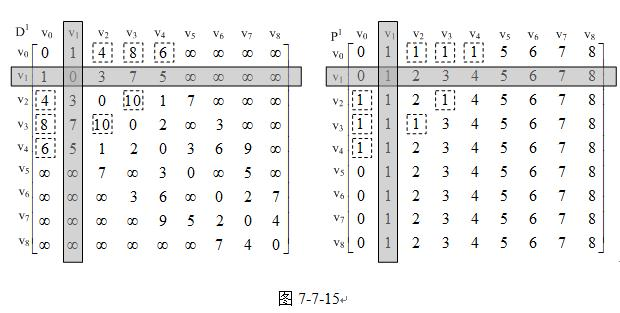 D¹ v₀ v₁ v₂ v₃ v₄ v₅ v₆ v₇ v₈
v₀ 0 1 4 8 6 ∞ ∞ ∞ ∞
v₁ 1 0 3 7 5 ∞ ∞ ∞ ∞
v₂ 4 3 0 10 1 7 ∞ ∞ ∞
v₃ 8 7 10 0 2 ∞ 3 ∞ ∞
v₄ 6 5 1 2 0 3 6 9 ∞
v₅ ∞ ∞ 7 ∞ 3 0 ∞ 5 ∞
v₆ ∞ ∞ ∞ 3 6 ∞ 0 2 7
v₇ ∞ ∞ ∞ ∞ 9 5 2 0 4
v₈ ∞ ∞ ∞ ∞ ∞ ∞ 7 4 0
P¹ v₀ v₁ v₂ v₃ v₄ v₅ v₆ v₇ v₈
v₀ 0 1 1 1 1 5 6 7 8
v₁ 0 1 2 3 4 5 6 7 8
v₂ 1 1 2 1 4 5 6 7 8
v₃ 1 1 1 3 4 5 6 7 8
v₄ 1 1 2 3 4 5 6 7 8
v₅ 0 1 2 3 4 5 6 7 8
v₆ 0 1 2 3 4 5 6 7 8
v₇ 0 1 2 3 4 5 6 7 8
v₈ 0 1 2 3 4 5 6 7 8
图 7-7-15